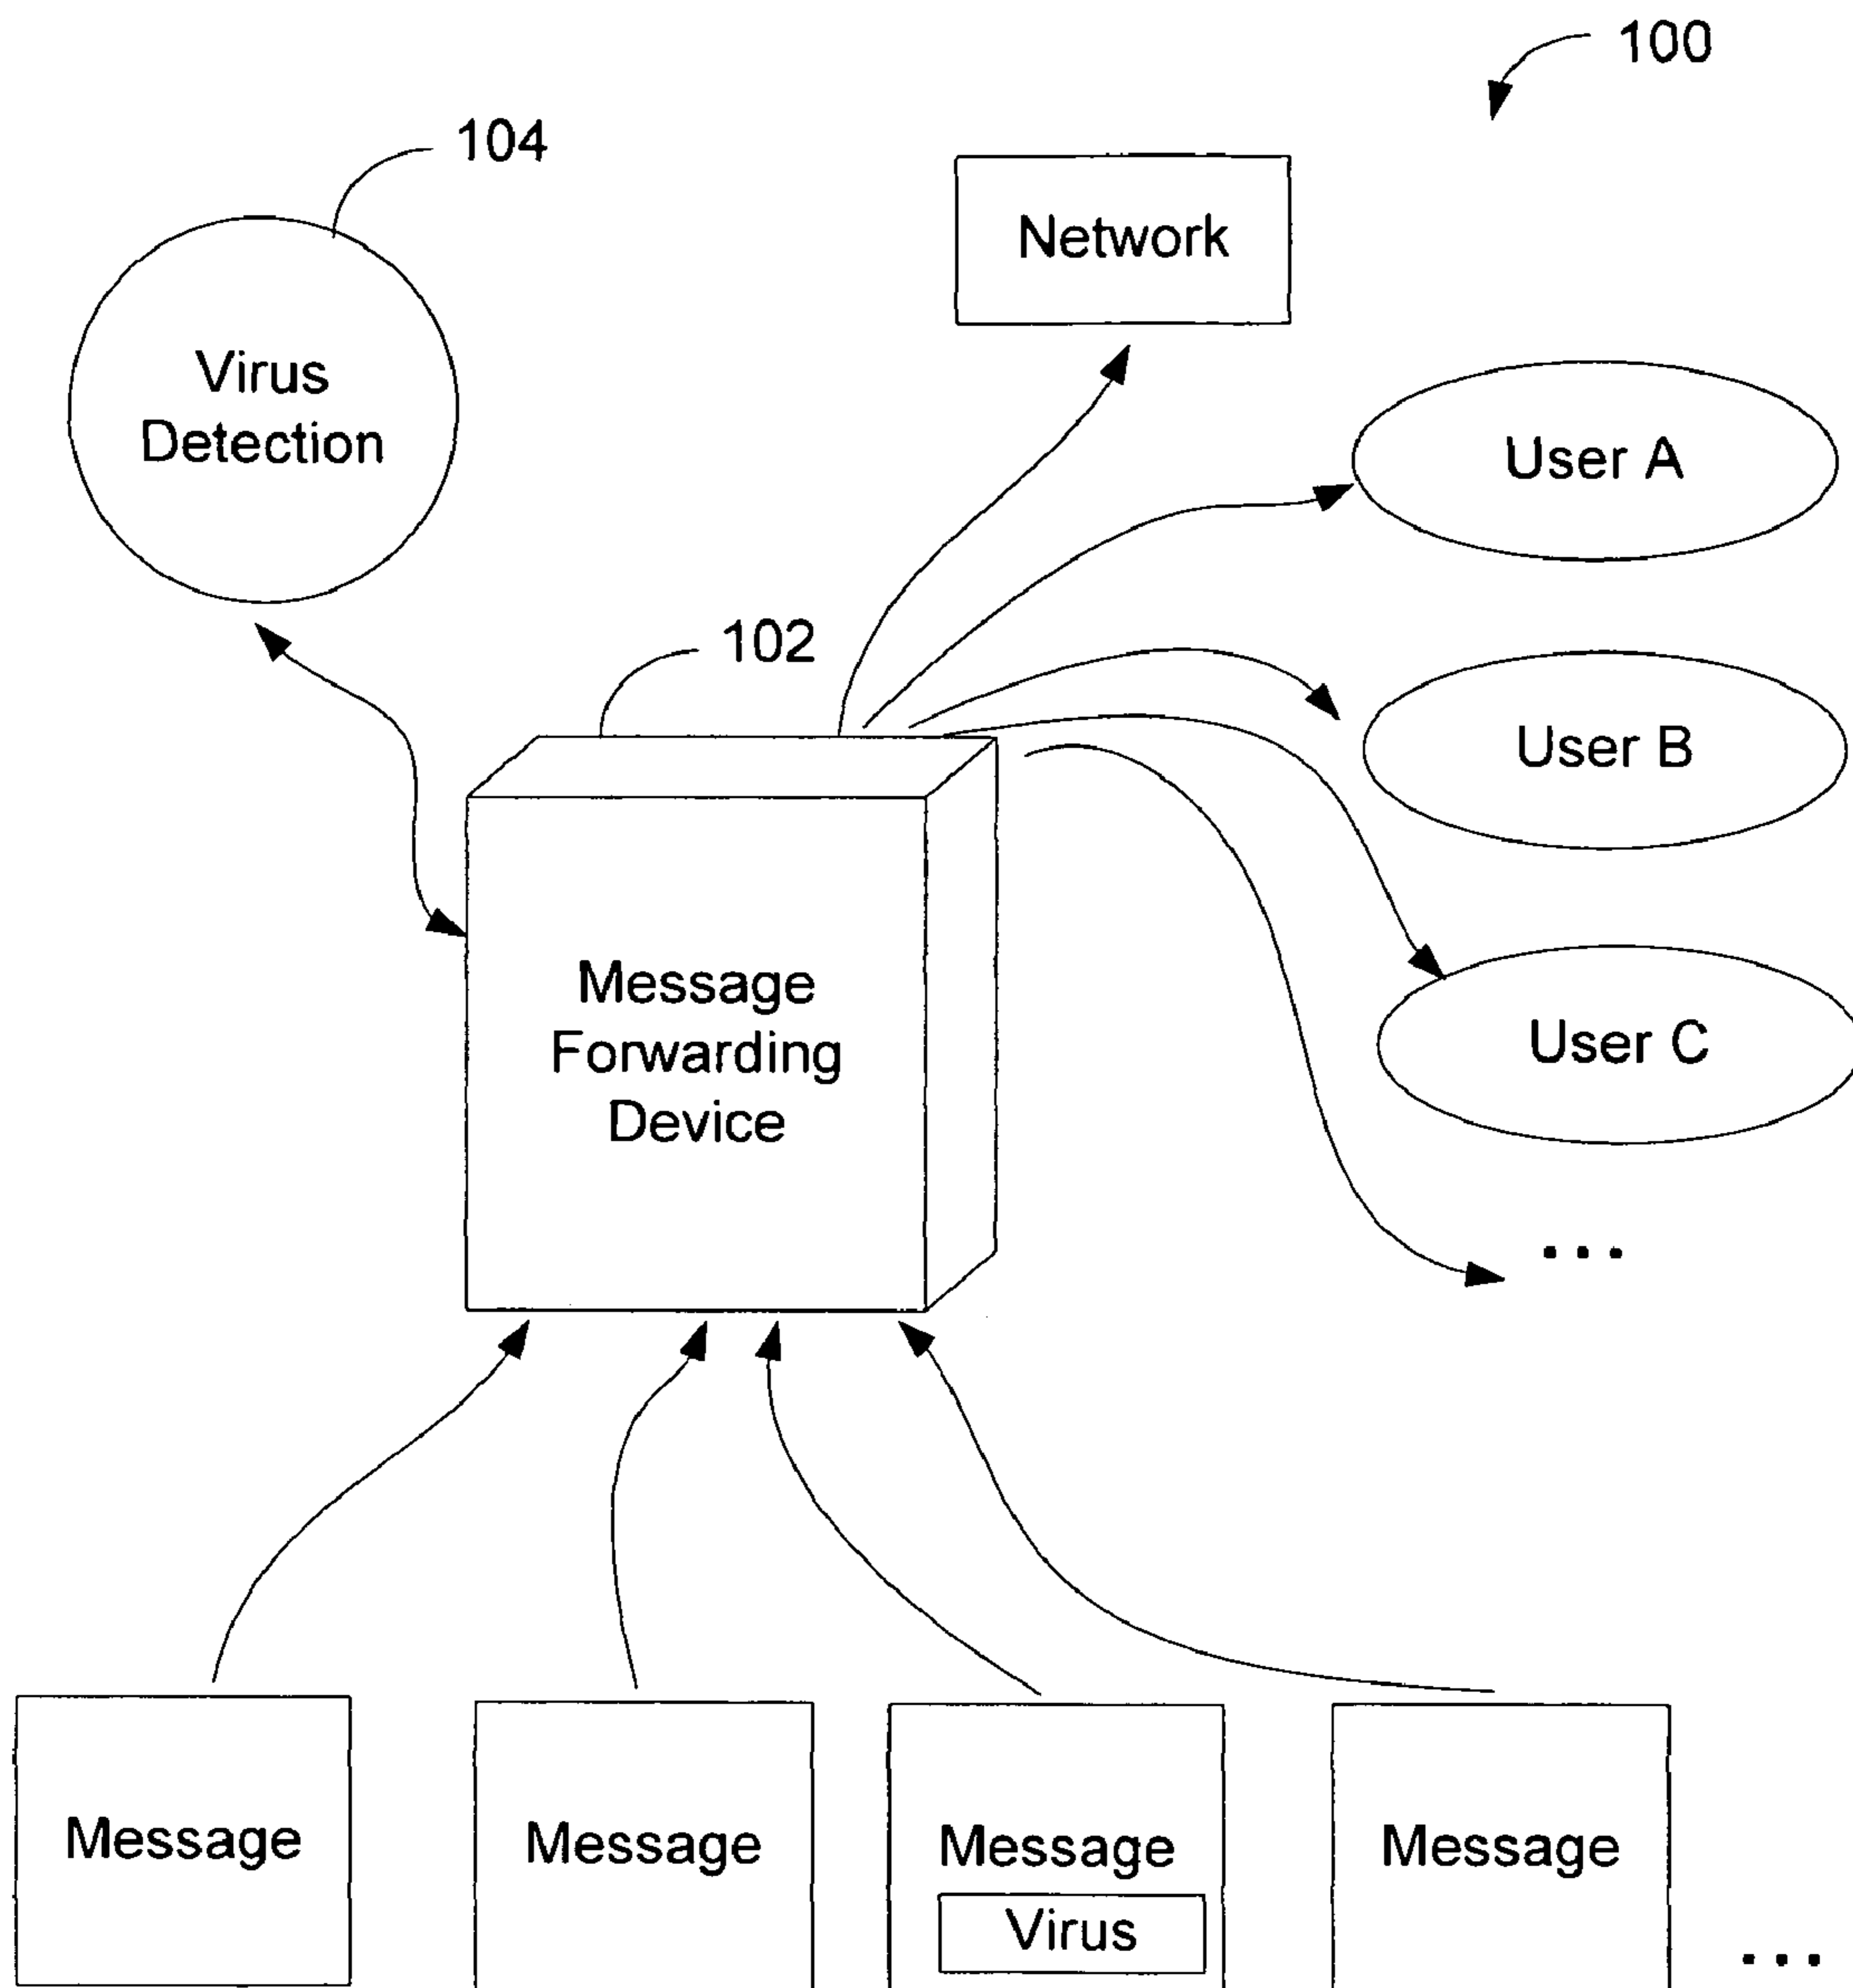 100
104
Network
Virus
Detection
User A
102
User B
Message
Forwarding
Device
User C
...
Message
Message
Message
Virus
Message
...